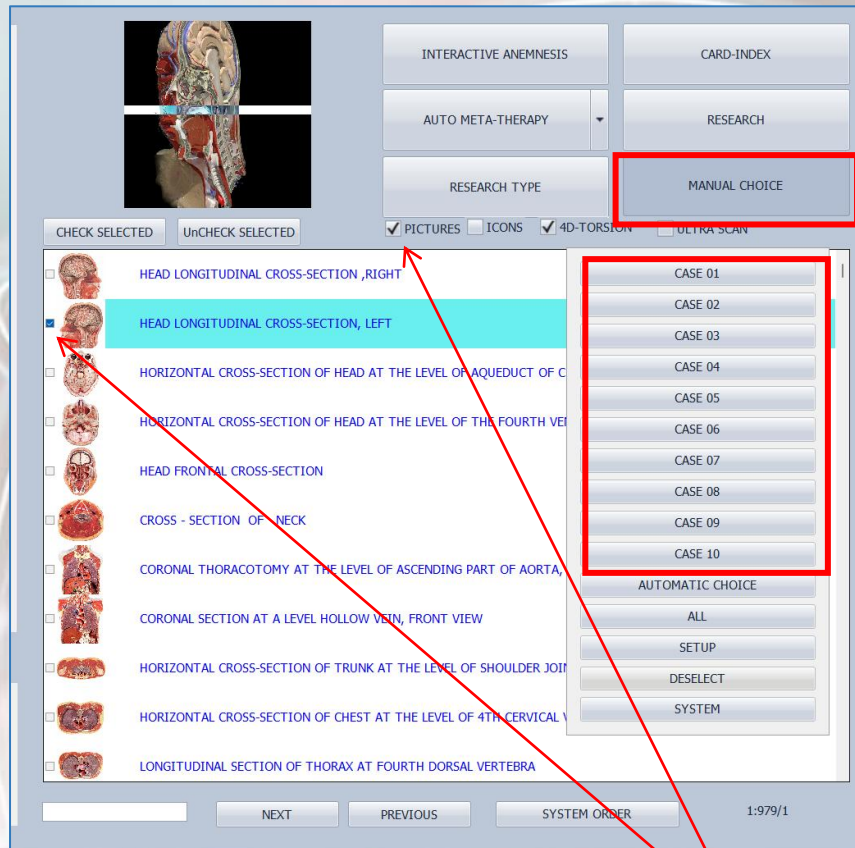 INTERACTIVE ANEMNESIS
CARD-INDEX
AUTO META-THERAPY
RESEARCH
RESEARCH TYPE
MANUAL CHOICE
CHECK SELECTED
UnCHECK SELECTED
PICTURES
ICONS
4D-TORSION
ULTRA SCAN
HEAD LONGITUDINAL CROSS-SECTION ,RIGHT
HEAD LONGITUDINAL CROSS-SECTION, LEFT
HORIZONTAL CROSS-SECTION OF HEAD AT THE LEVEL OF AQUEDUCT OF C
HORIZONTAL CROSS-SECTION OF HEAD AT THE LEVEL OF THE FOURTH VE
HEAD FRONTAL CROSS-SECTION
CROSS - SECTION OF NECK
CORONAL THORACOTOMY AT THE LEVEL OF ASCENDING PART OF AORTA,
CORONAL SECTION AT A LEVEL HOLLOW VEIN, FRONT VIEW
HORIZONTAL CROSS-SECTION OF TRUNK AT THE LEVEL OF SHOULDER JOI
HORIZONTAL CROSS-SECTION OF CHEST AT THE LEVEL OF 4TH CERVICAL
LONGITUDINAL SECTION OF THORAX AT FOURTH DORSAL VERTEBRA
CASE 01
CASE 02
CASE 03
CASE 04
CASE 05
CASE 06
CASE 07
CASE 08
CASE 09
CASE 10
AUTOMATIC CHOICE
ALL
SETUP
DESELECT
SYSTEM
NEXT
PREVIOUS
SYSTEM ORDER
1:979/1